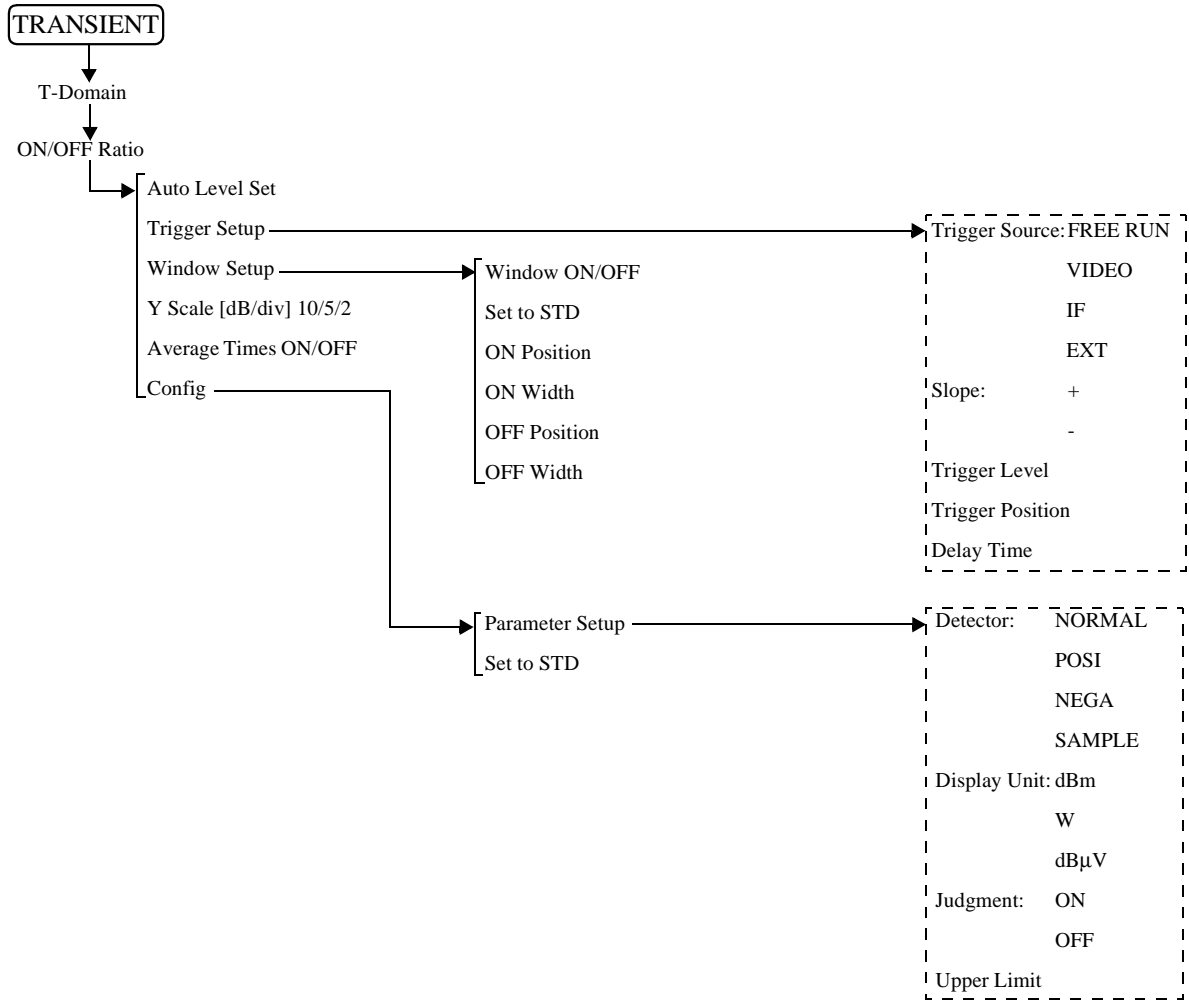 TRANSIENT
T-Domain
ON/OFF Ratio
Auto Level Set
Trigger Setup
Window Setup
Y Scale [dB/div] 10/5/2
Average Times ON/OFF
Config
Window ON/OFF
Set to STD
ON Position
ON Width
OFF Position
OFF Width
Trigger Source: FREE RUN
VIDEO
IF
EXT
Slope: +
-
Trigger Level
Trigger Position
Delay Time
Parameter Setup
Set to STD
Detector: NORMAL
POSI
NEGA
SAMPLE
Display Unit: dBm
W
dBμV
Judgment: ON
OFF
Upper Limit